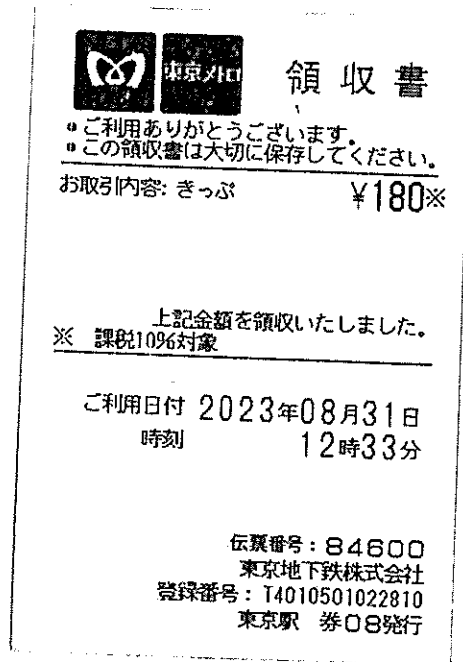 東京メトロ 領収書
• ご利用ありがとうございます。
• この領収書は大切に保存してください。
お取引内容: きっぷ ¥180※
上記金額を領収いたしました。
※ 課税10%対象
ご利用日付 2023年08月31日
時刻 12時33分
伝票番号: 84600
東京地下鉄株式会社
登録番号: T4010501022810
東京駅 券08発行